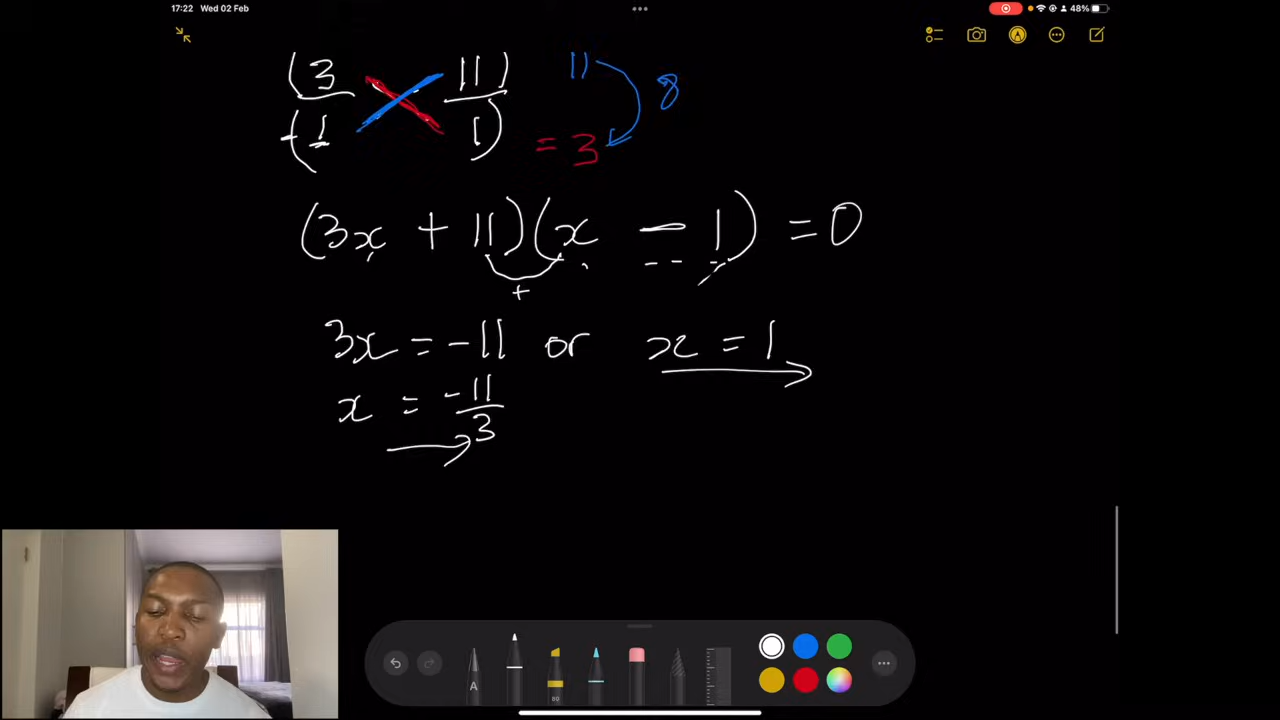 17:22 Wed 02 Feb
48%
(3 11) 11 8
(1 1) = 3
(3x + 11)(x - 1) = 0
+
3x = -11 or x = 1
x = -11/3
A
80